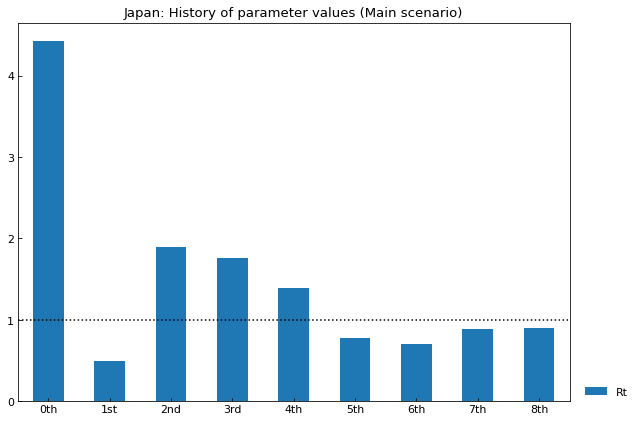 Japan: History of parameter values (Main scenario)
4
3
2
1
0
0th 1st 2nd 3rd 4th 5th 6th 7th 8th
Rt